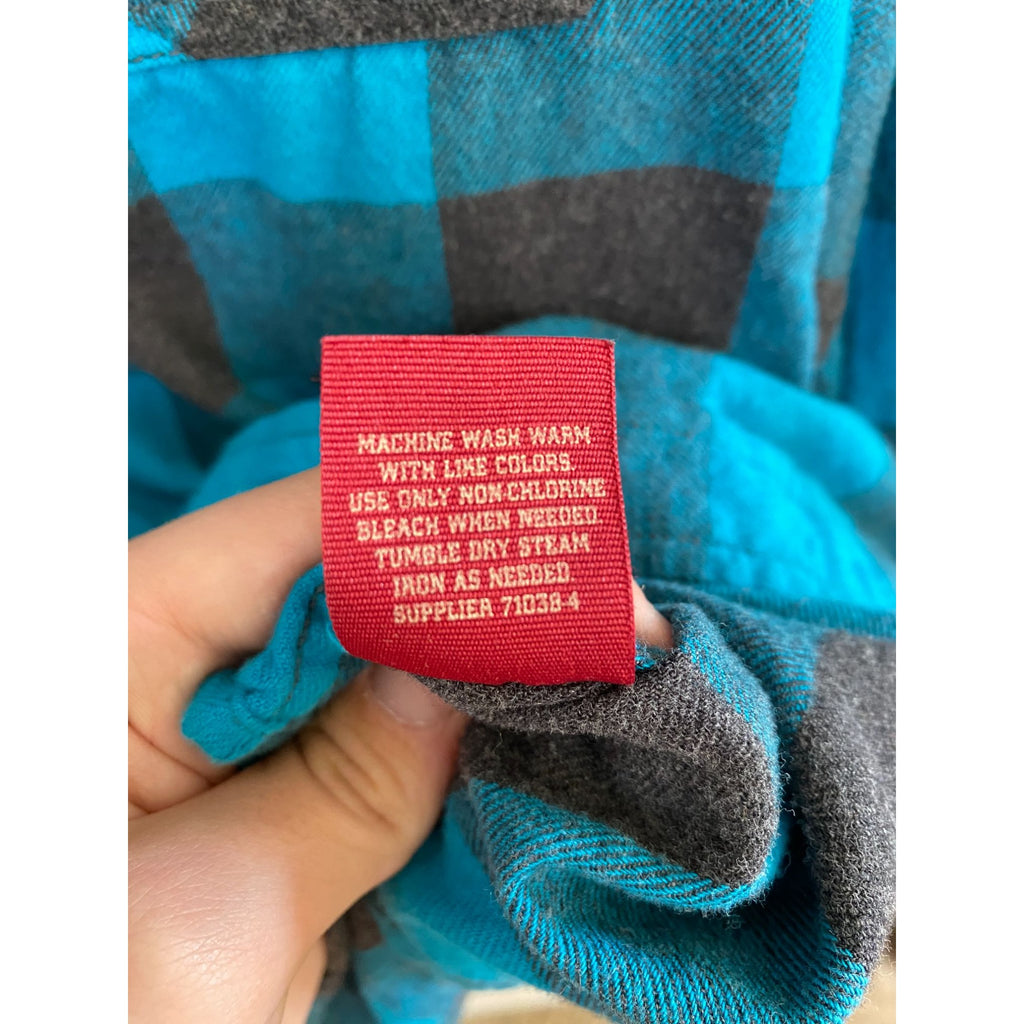 MACHINE WASH WARM
WITH LIKE COLORS.
USE ONLY NON-CHLORINE
BLEACH WHEN NEEDED.
TUMBLE DRY STEAM
IRON AS NEEDED.
SUPPLIER 71038-4